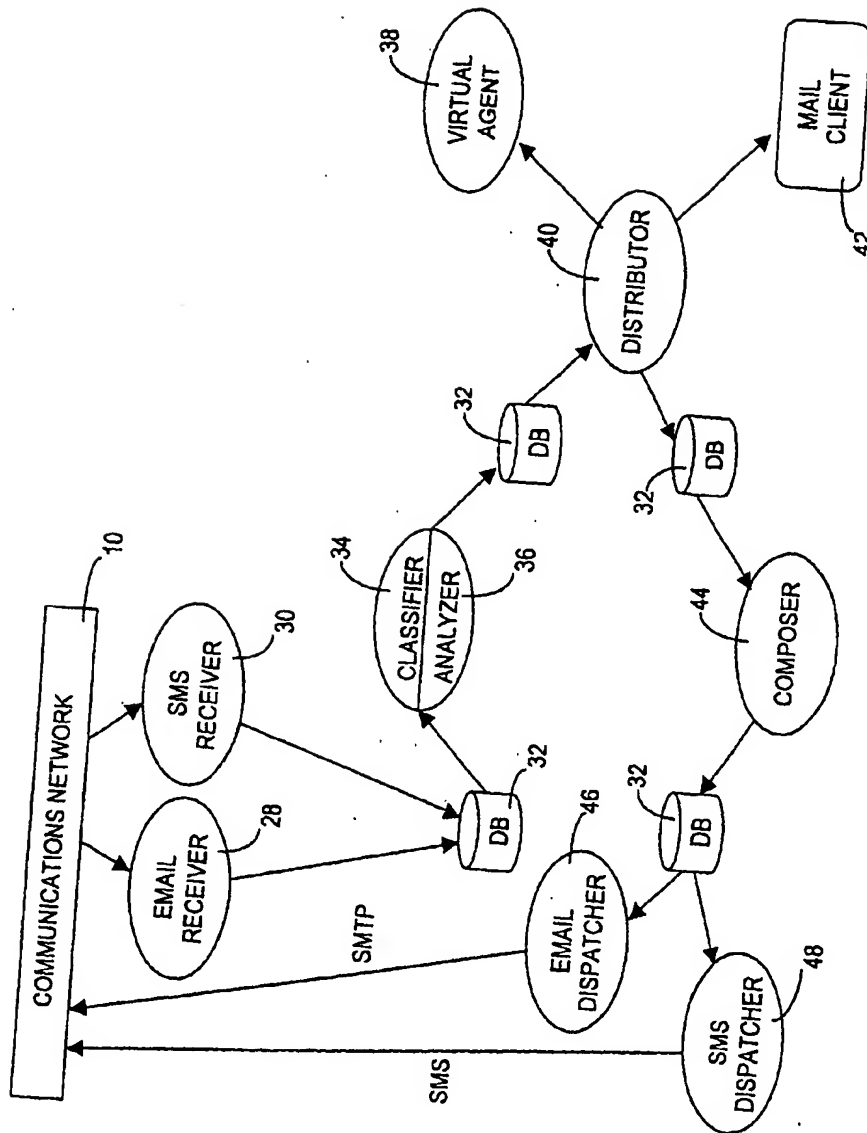 COMMUNICATIONS NETWORK
10
EMAIL
RECEIVER
28
SMS
RECEIVER
30
SMTP
SMS
DB
32
CLASSIFIER
ANALYZER
34
36
DB
32
VIRTUAL
AGENT
38
DISTRIBUTOR
40
MAIL
CLIENT
42
DB
32
COMPOSER
44
DB
32
EMAIL
DISPATCHER
46
SMS
DISPATCHER
48